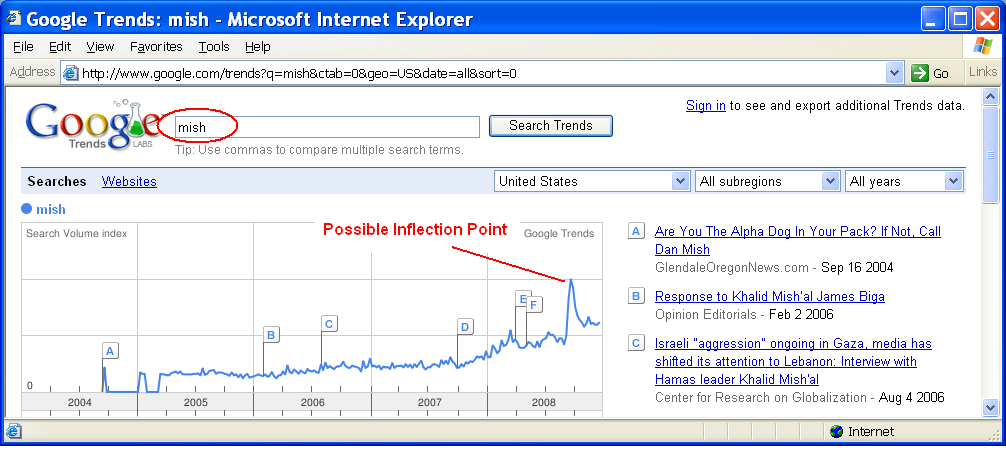 Google Trends: mish - Microsoft Internet Explorer
File Edit View Favorites Tools Help
Address http://www.google.com/trends?q=mish&ctab=0&geo=US&date=all&sort=0 Go Links
Sign in to see and export additional Trends data.
Google Trends LABS
mish Search Trends
Tip: Use commas to compare multiple search terms.
Searches Websites United States All subregions All years
mish
Possible Inflection Point
Search Volume index Google Trends
A
B
C
D
E
F
0
2004 2005 2006 2007 2008
A Are You The Alpha Dog In Your Pack? If Not, Call
Dan Mish
GlendaleOregonNews.com - Sep 16 2004
B Response to Khalid Mish'al James Biga
Opinion Editorials - Feb 2 2006
C Israeli "aggression" ongoing in Gaza, media has
shifted its attention to Lebanon: Interview with
Hamas leader Khalid Mish'al
Center for Research on Globalization - Aug 4 2006
Internet